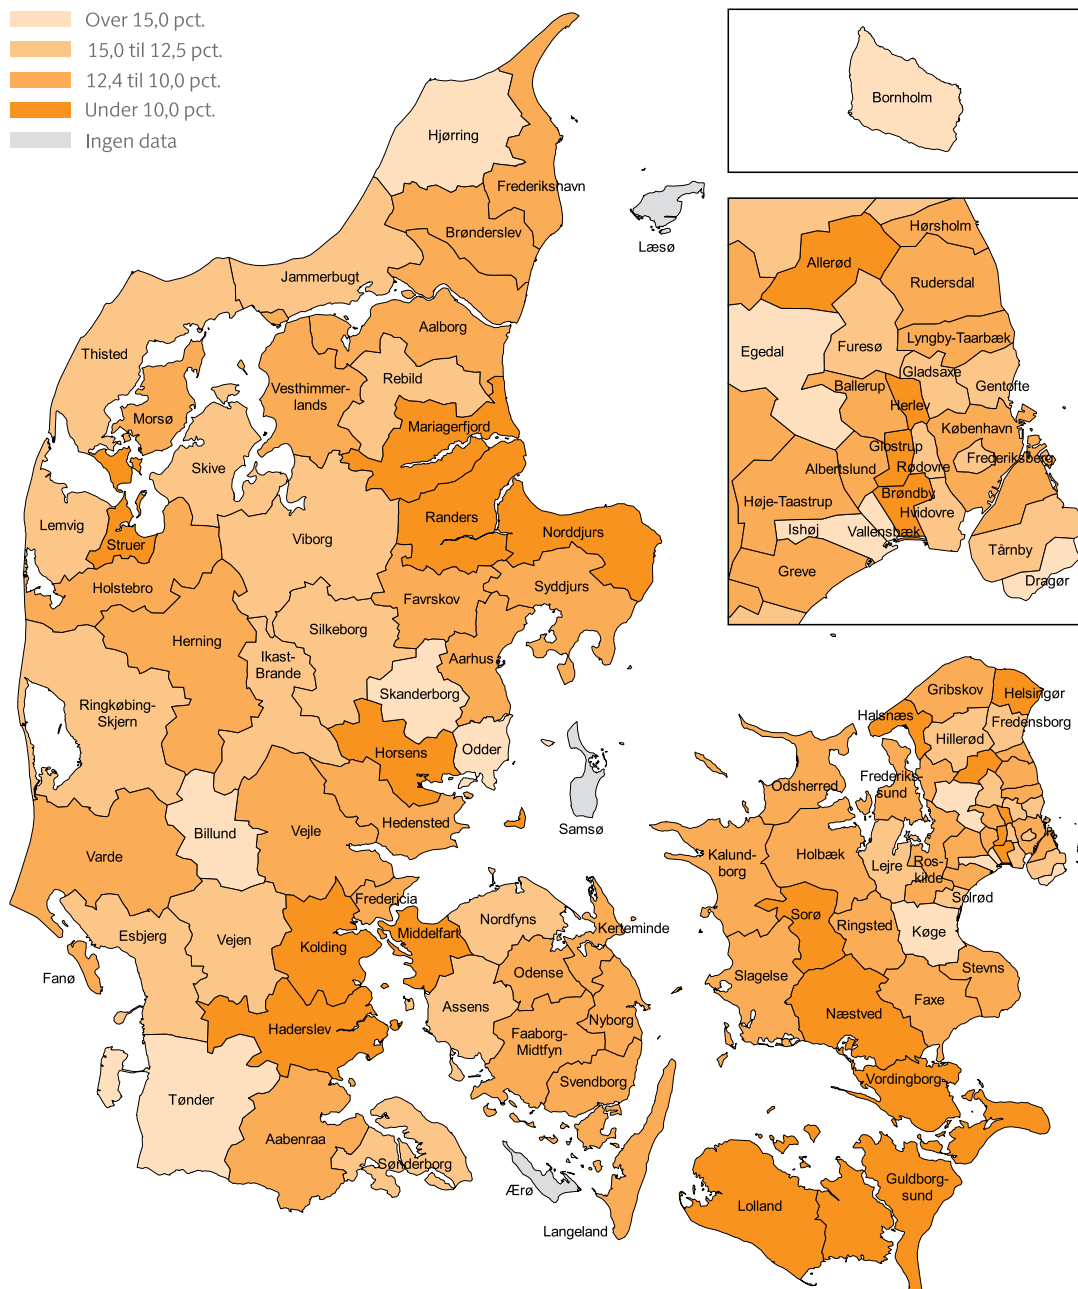 Over 15,0 pct.
15,0 til 12,5 pct.
12,4 til 10,0 pct.
Under 10,0 pct.
Ingen data
Bornholm
Hjørring
Frederikshavn
Læsø
Brønderslev
Jammerbugt
Aalborg
Thisted
Rebild
Vesthimmer-
lands
Morsø
Mariagerfjord
Skive
Lemvig
Struer
Viborg
Randers
Norddjurs
Holstebro
Favrskov
Syddjurs
Herning
Silkeborg
Ikast-
Brande
Aarhus
Skanderborg
Ringkøbing-
Skjern
Horsens
Odder
Samsø
Hedensted
Billund
Vejle
Varde
Fredericia
Esbjerg
Vejen
Kolding
Middelfart
Nordfyns
Kerteminde
Fanø
Odense
Assens
Haderslev
Faaborg-
Midtfyn
Nyborg
Svendborg
Tønder
Aabenraa
Sønderborg
Ærø
Langeland
Hørsholm
Allerød
Rudersdal
Egedal
Furesø
Lyngby-Taarbæk
Gladsaxe
Gentofte
Ballerup
Herlev
København
Glostrup
Frederiksberg
Albertslund
Rødovre
Høje-Taastrup
Brøndby
Hvidovre
Ishøj
Vallensbæk
Greve
Tårnby
Dragør
Gribskov
Helsingør
Halsnæs
Fredensborg
Hillerød
Odsherred
Frederiks-
sund
Kalund-
borg
Holbæk
Lejre
Ros-
kilde
Solrød
Sorø
Ringsted
Køge
Slagelse
Stevns
Faxe
Næstved
Vordingborg
Guldborg-
sund
Lolland